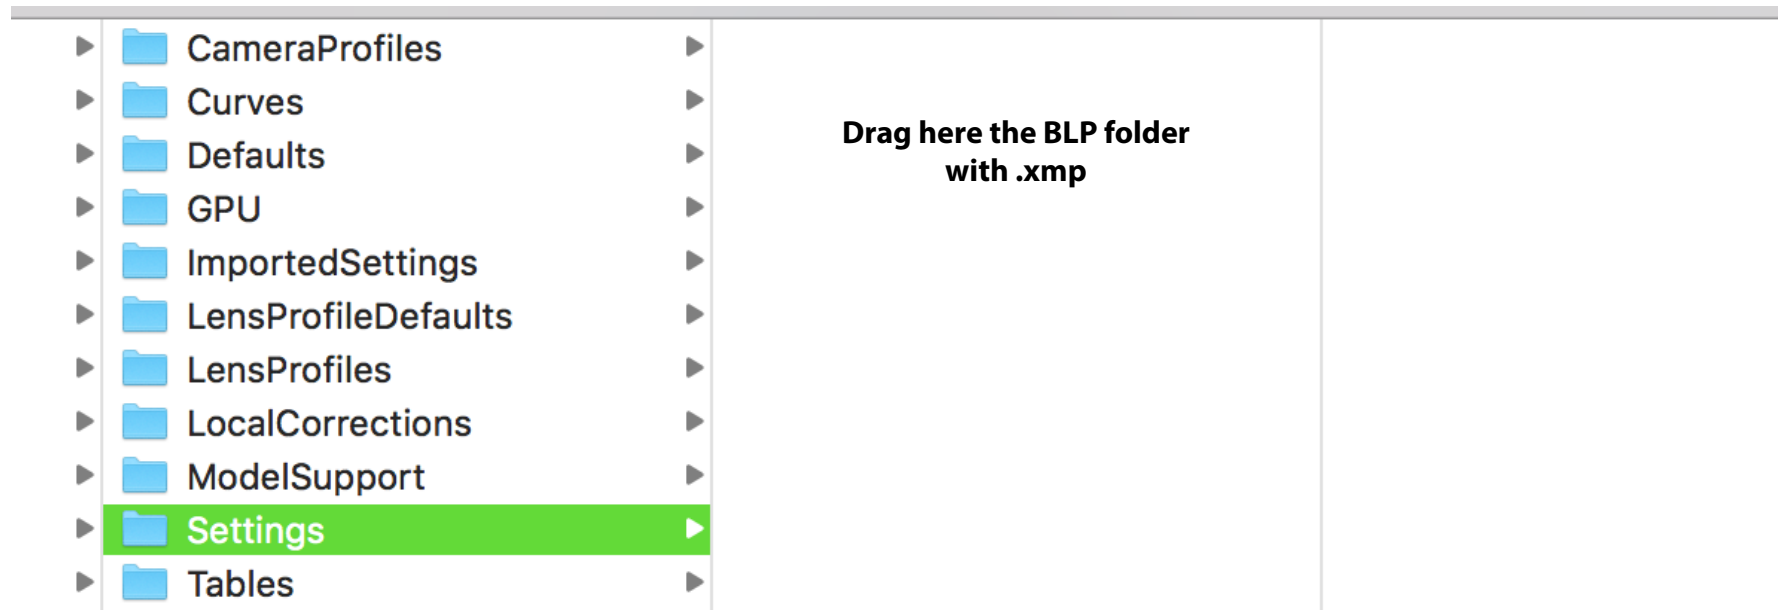 CameraProfiles
Curves
Defaults
GPU
ImportedSettings
LensProfileDefaults
LensProfiles
LocalCorrections
ModelSupport
Settings
Tables
Drag here the BLP folder
with .xmp